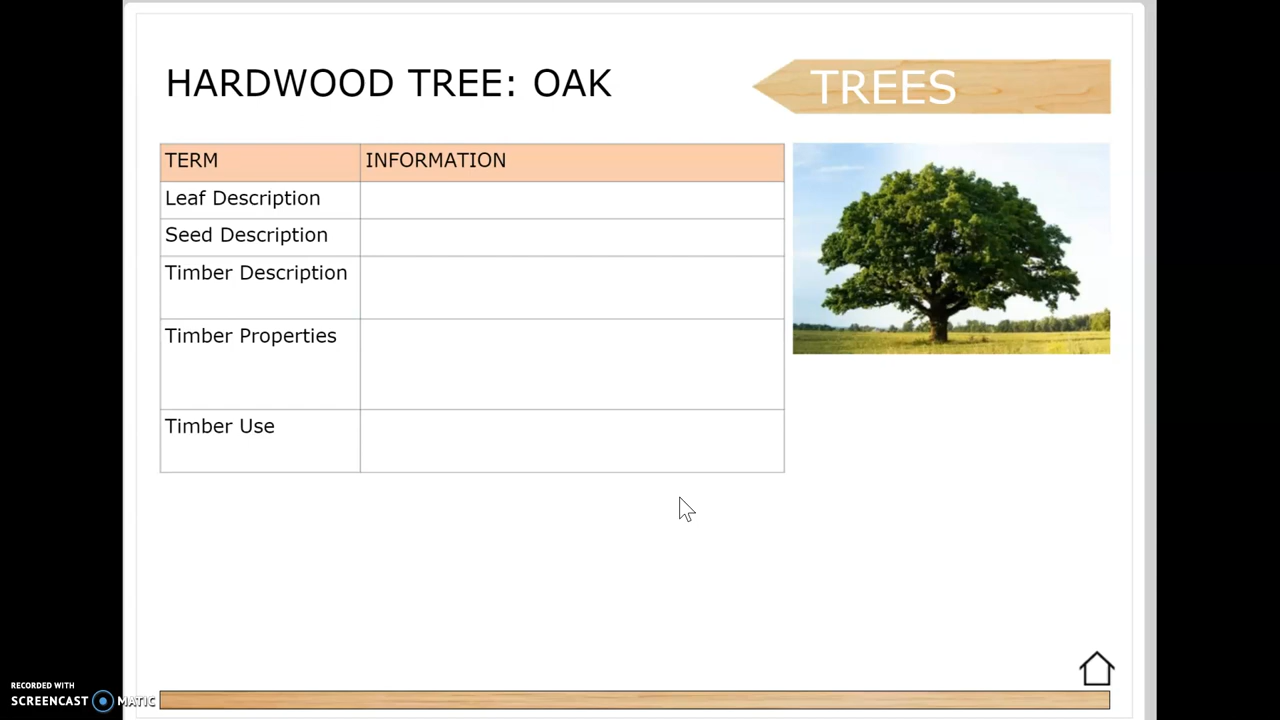 HARDWOOD TREE: OAK
TREES
TERM INFORMATION
Leaf Description
Seed Description
Timber Description
Timber Properties
Timber Use
RECORDED WITH
SCREENCAST MATIC